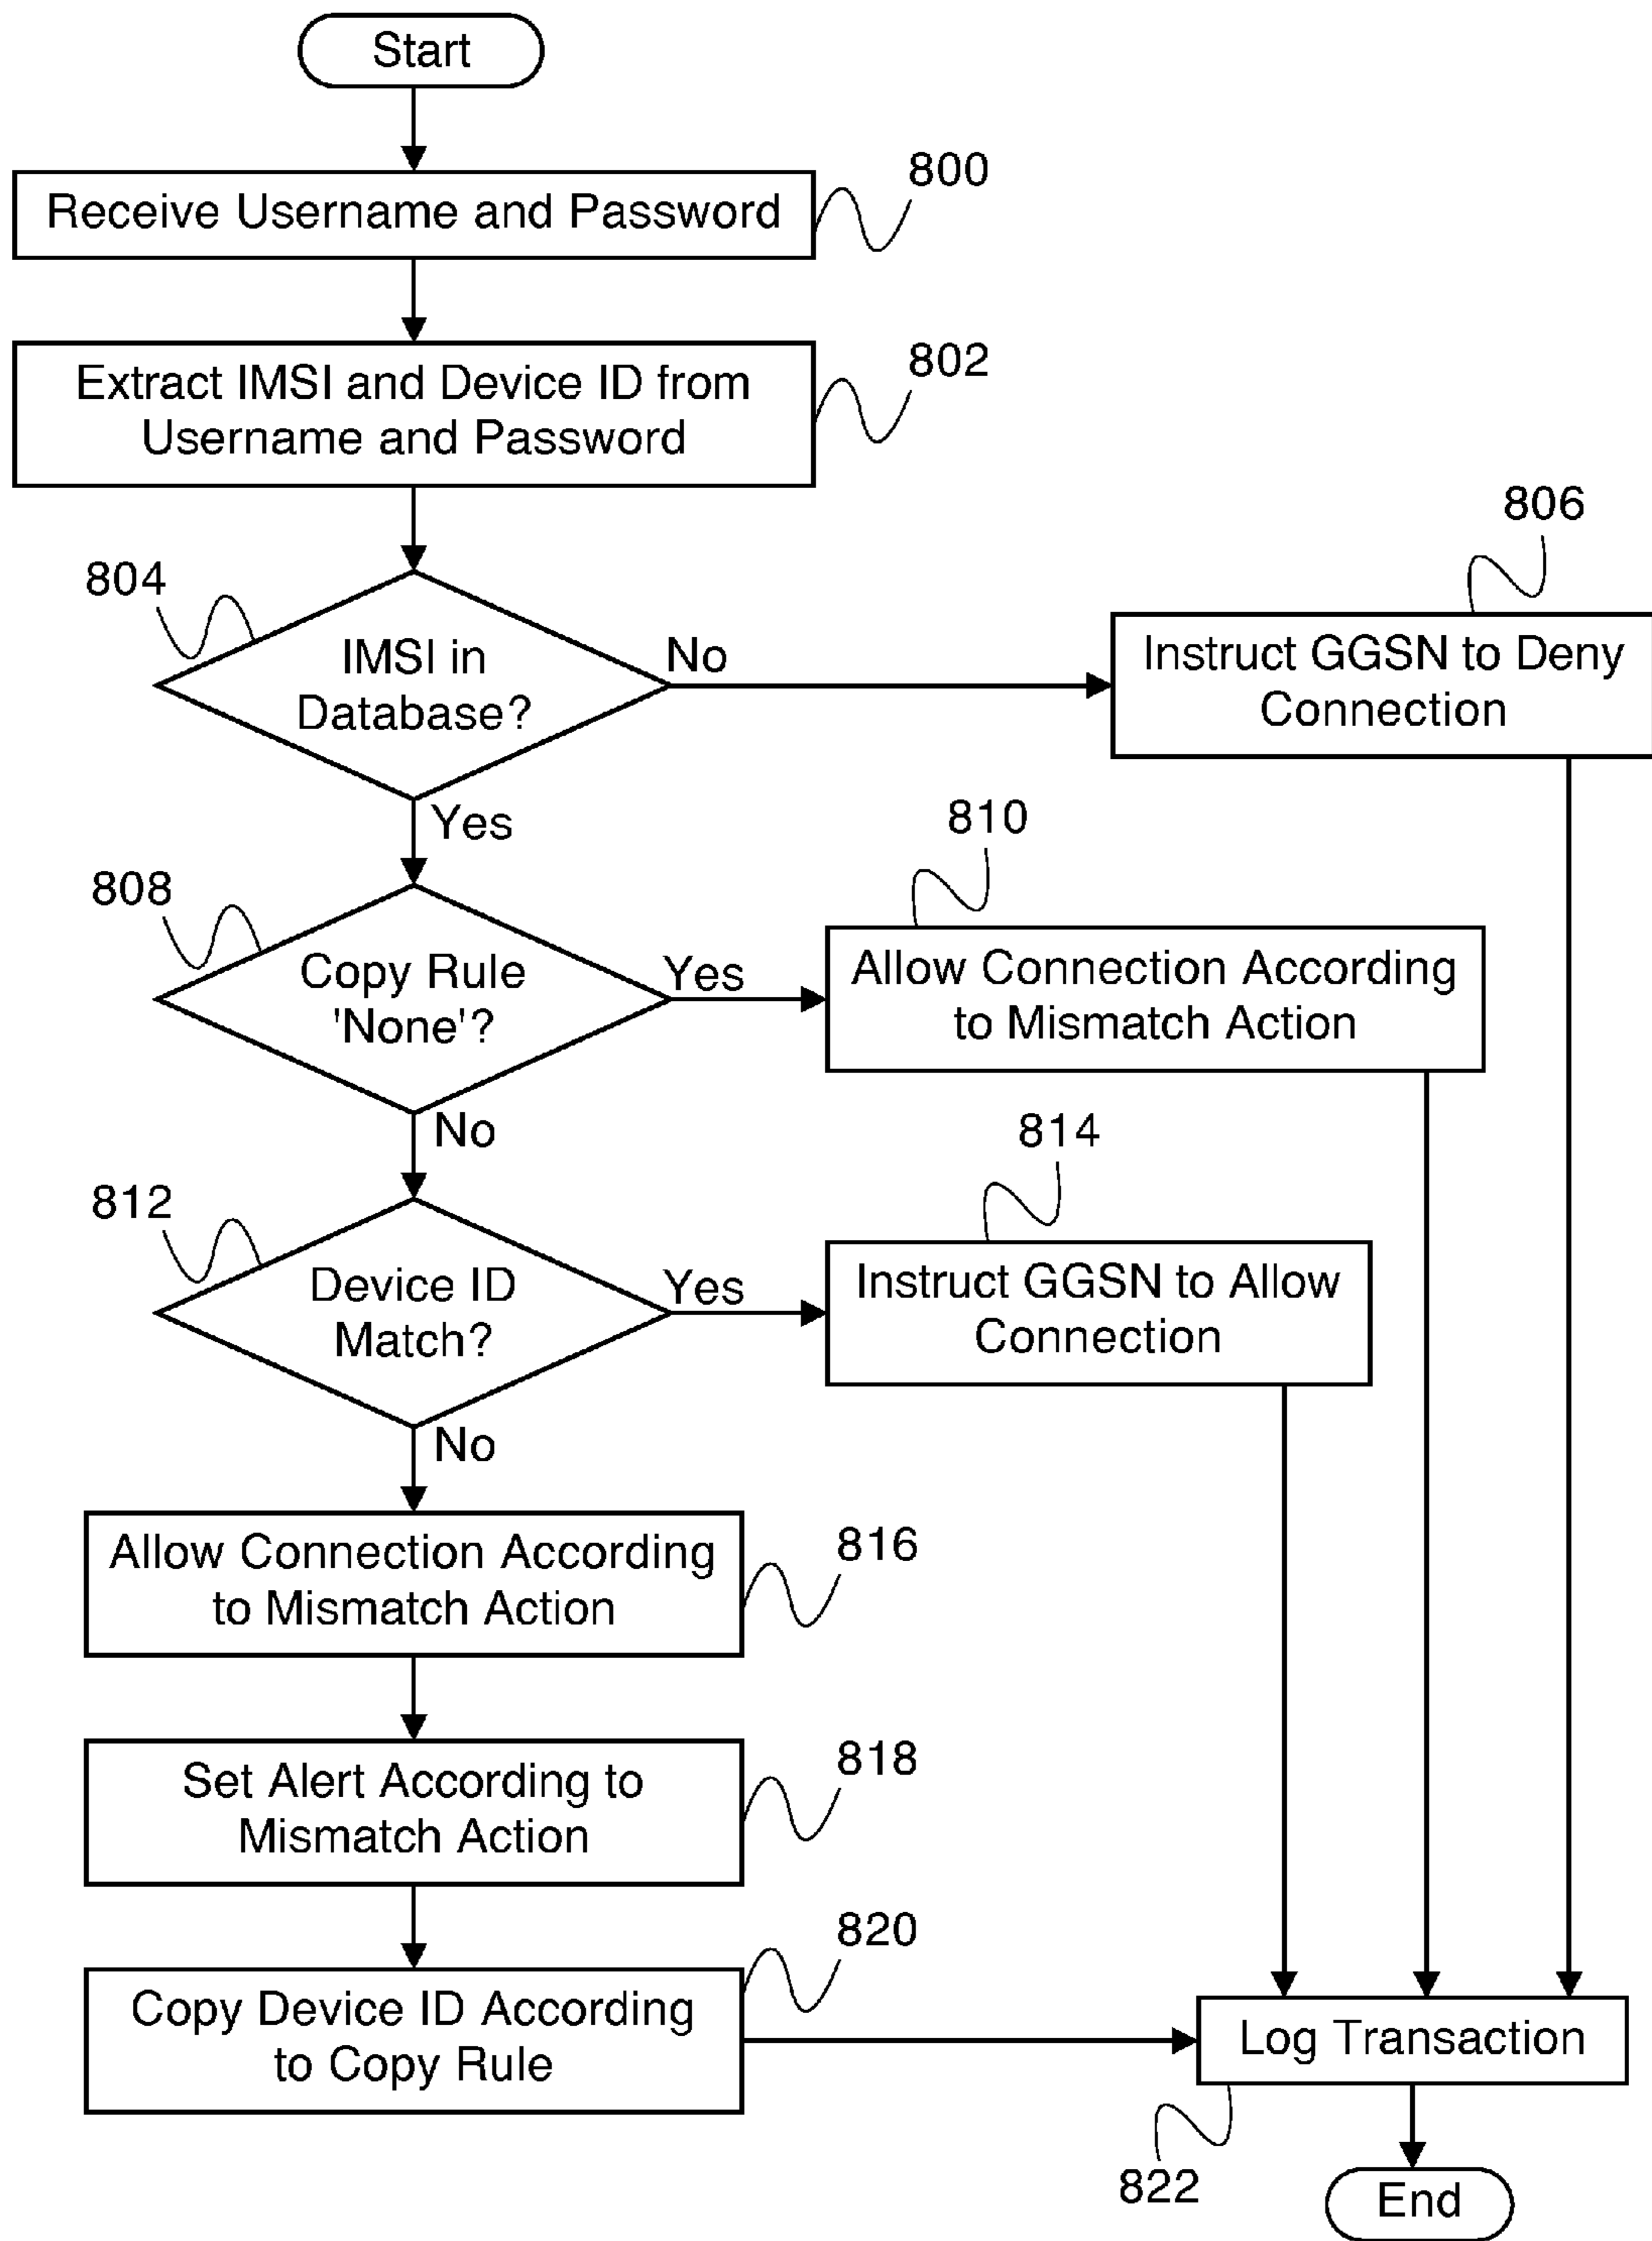 Start
800
Receive Username and Password
802
Extract IMSI and Device ID from
Username and Password
806
804
IMSI in
Database?
No
Instruct GGSN to Deny
Connection
Yes
810
808
Copy Rule
'None'?
Yes
Allow Connection According
to Mismatch Action
No
814
812
Device ID
Match?
Yes
Instruct GGSN to Allow
Connection
No
816
Allow Connection According
to Mismatch Action
818
Set Alert According to
Mismatch Action
820
Copy Device ID According
to Copy Rule
Log Transaction
822
End